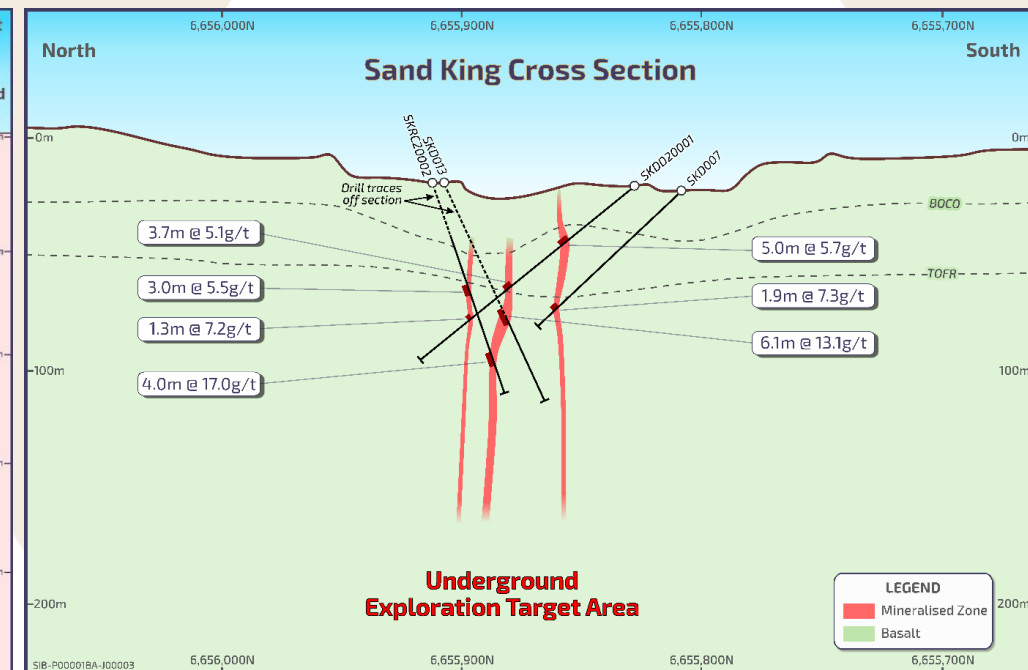 6,656,000N
6,655,900N
6,655,800N
6,655,700N
North
South
Sand King Cross Section
0m
0m
SKRC20002
SKD013
SKDD20001
SKD007
Drill traces
off section
BOCO
TOFR
3.7m @ 5.1g/t
3.0m @ 5.5g/t
1.3m @ 7.2g/t
4.0m @ 17.0g/t
5.0m @ 5.7g/t
1.9m @ 7.3g/t
6.1m @ 13.1g/t
100m
100m
Underground
Exploration Target Area
200m
200m
LEGEND
Mineralised Zone
Basalt
SIB-P00001BA-J00003
6,656,000N
6,655,900N
6,655,800N
6,655,700N